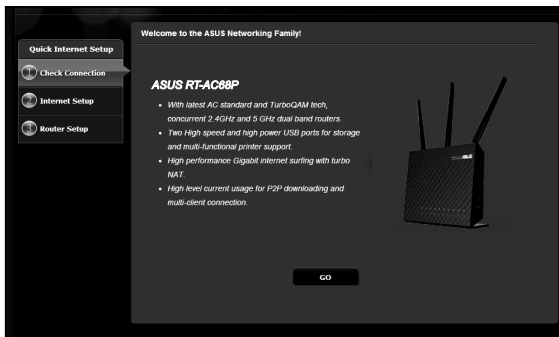 Welcome to the ASUS Networking Family!
Quick Internet Setup
1 Check Connection
2 Internet Setup
3 Router Setup
ASUS RT-AC68P
• With latest AC standard and TurboQAM tech,
concurrent 2.4GHz and 5 GHz dual band routers.
• Two High speed and high power USB ports for storage
and multi-functional printer support.
• High performance Gigabit internet surfing with turbo
NAT.
• High level current usage for P2P downloading and
multi-client connection.
GO